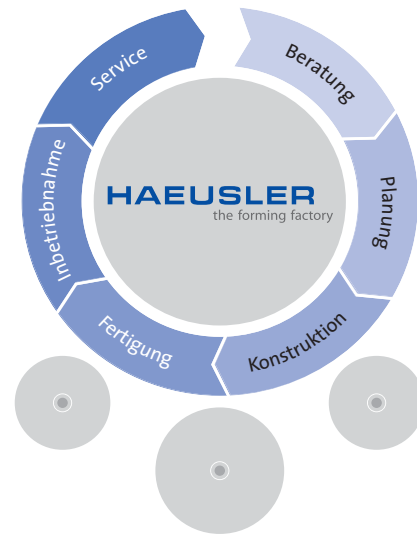 Beratung
Planung
Konstruktion
Fertigung
Inbetriebnahme
Service
HAEUSLER
the forming factory